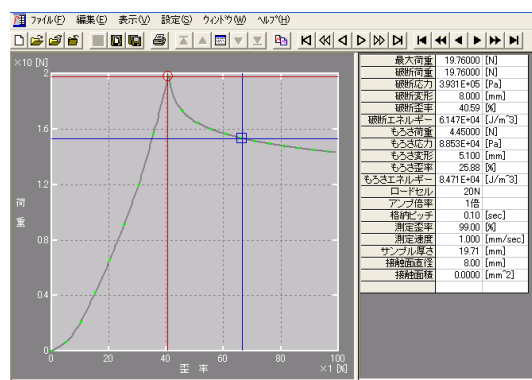 ファイル(F) 編集(E) 表示(V) 設定(S) ウィンドウ(W) ヘルプ(H)
×10 [N]
2
1.6
1.2
0.8
0.4
0
荷重
0 20 40 60 80 100
歪 率 ×1 [%]
最大荷重 19.76000 [N]
破断荷重 19.76000 [N]
破断応力 3.931E+05 [Pa]
破断変形 8.000 [mm]
破断歪率 40.59 [%]
破断エネルギー 6.147E+04 [J/m^3]
もろさ荷重 4.45000 [N]
もろさ応力 8.853E+04 [Pa]
もろさ変形 5.100 [mm]
もろさ歪率 25.88 [%]
もろさエネルギー 8.471E+04 [J/m^3]
ロードセル 20N
アンプ倍率 1倍
格納ピッチ 0.10 [sec]
測定歪率 99.00 [%]
測定速度 1.000 [mm/sec]
サンプル厚さ 19.71 [mm]
接触面直径 8.00 [mm]
接触面積 0.0000 [mm^2]